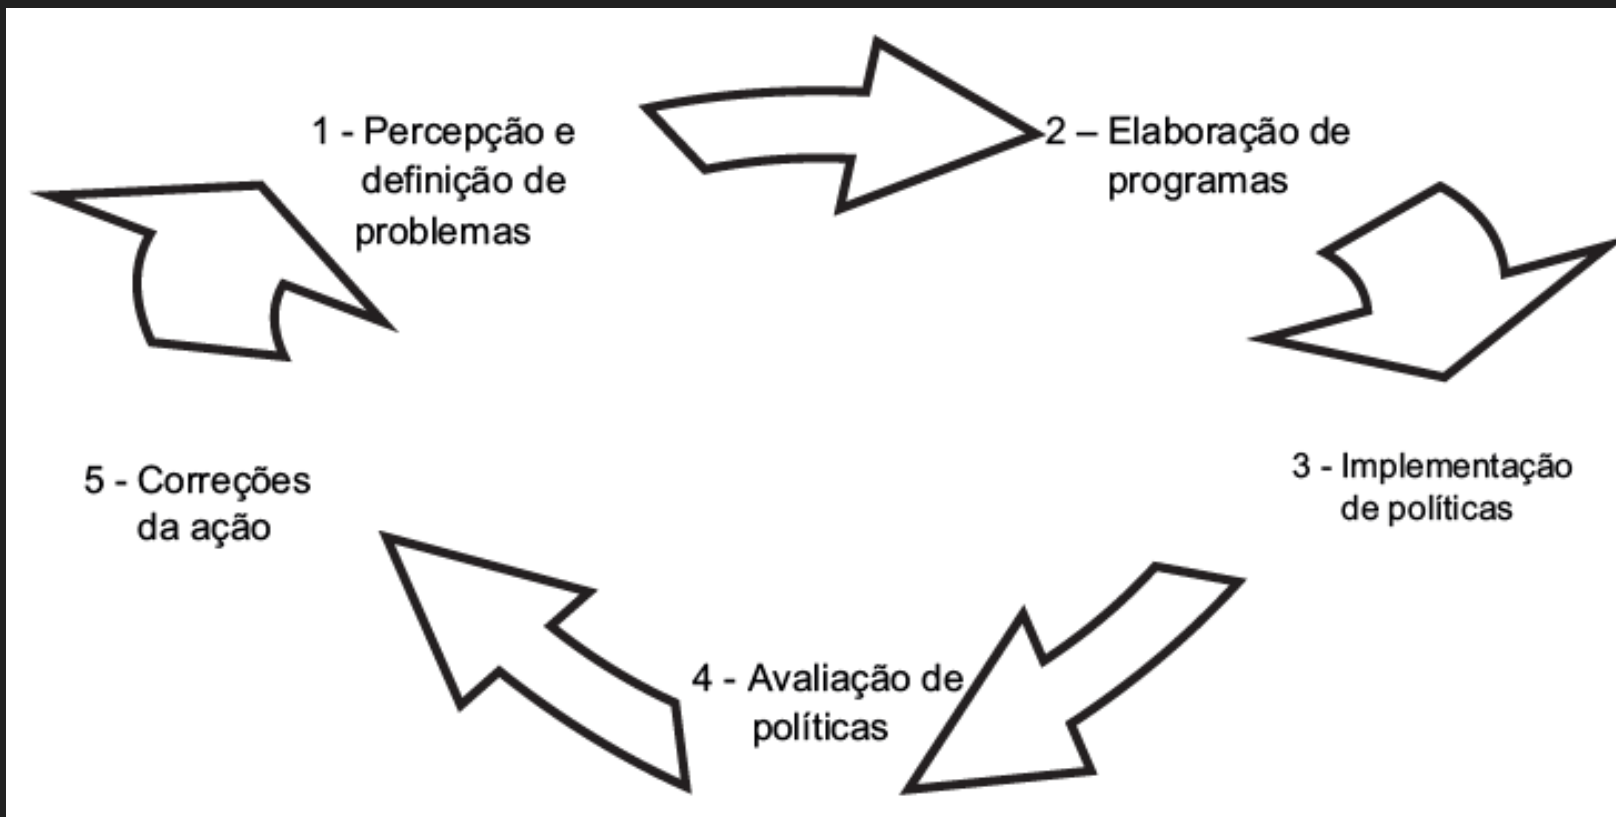 1 - Percepção e
definição de
problemas
2 – Elaboração de
programas
3 - Implementação
de políticas
4 - Avaliação de
políticas
5 - Correções
da ação